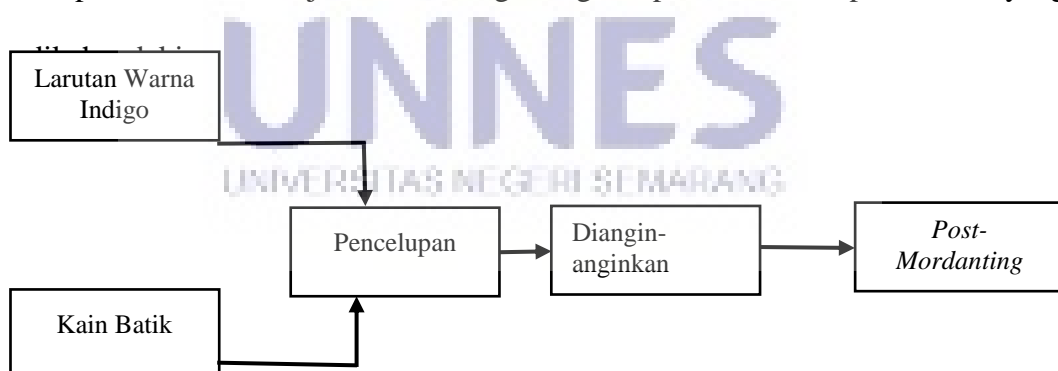 Larutan Warna
Indigo
UNNES
UNIVERSITAS NEGERI SEMARANG
Pencelupan
Diangin-
anginkan
Post-
Mordanting
Kain Batik